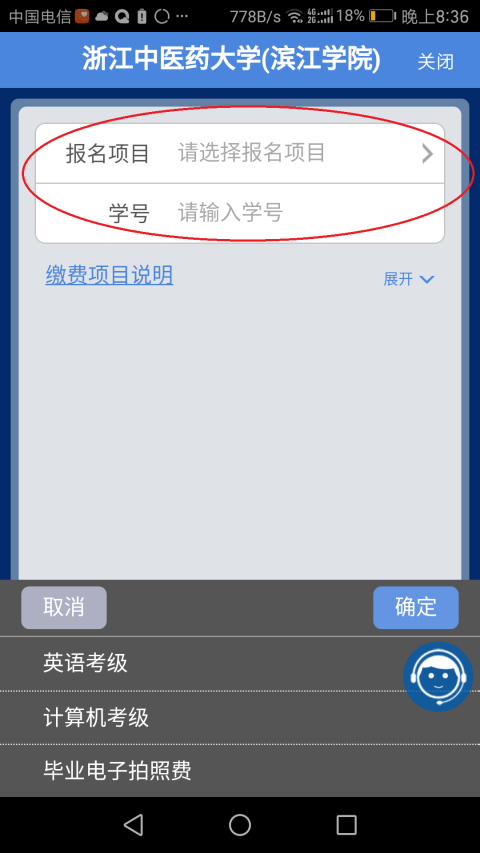 中国电信 ··· 778B/s 4G 2G 18% 晚上8:36
浙江中医药大学(滨江学院) 关闭
报名项目 请选择报名项目
学号 请输入学号
缴费项目说明 展开
取消 确定
英语考级
计算机考级
毕业电子拍照费